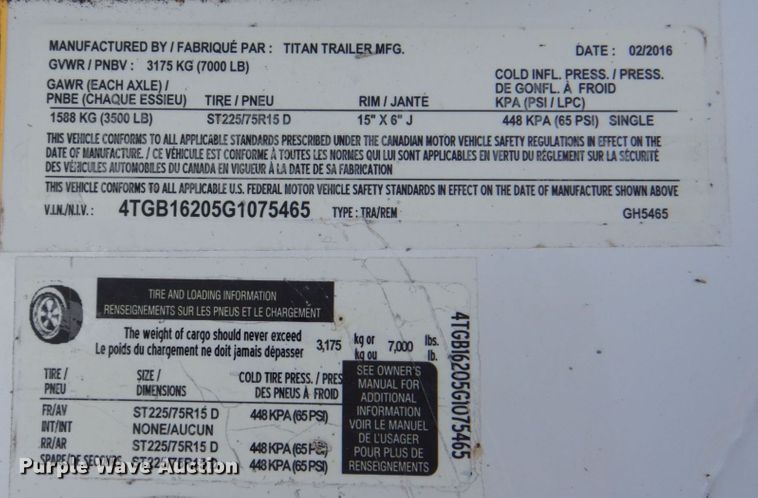 MANUFACTURED BY / FABRIQUÉ PAR : TITAN TRAILER MFG. DATE : 02/2016
GVWR / PNBV : 3175 KG (7000 LB)
GAWR (EACH AXLE) / PNBE (CHAQUE ESSIEU) TIRE / PNEU RIM / JANTÉ COLD INFL. PRESS. / PRESS. DE GONFL. À FROID KPA (PSI / LPC)
1588 KG (3500 LB) ST225/75R15 D 15" X 6" J 448 KPA (65 PSI) SINGLE
THIS VEHICLE CONFORMS TO ALL APPLICABLE STANDARDS PRESCRIBED UNDER THE CANADIAN MOTOR VEHICLE SAFETY REGULATIONS IN EFFECT ON THE
DATE OF MANUFACTURE. / CE VÉHICULE EST CONFORME À TOUTES LES NORMES QUI LUI SONT APPLICABLES EN VERTU DU RÈGLEMENT SUR LA SÉCURITÉ
DES VÉHICULES AUTOMOBILES DU CANADA EN VIGUEUR À LA DATE DE SA FABRICATION
THIS VEHICLE CONFORMS TO ALL APPLICABLE U.S. FEDERAL MOTOR VEHICLE SAFETY STANDARDS IN EFFECT ON THE DATE OF MANUFACTURE SHOWN ABOVE
V.I.N./N.I.V. : 4TGB16205G1075465 TYPE : TRA/REM GH5465
TIRE AND LOADING INFORMATION
RENSEIGNEMENTS SUR LES PNEUS ET LE CHARGEMENT
The weight of cargo should never exceed
Le poids du chargement ne doit jamais dépasser
3,175 kg or kg ou 7,000 lbs. lb.
TIRE / PNEU SIZE / DIMENSIONS COLD TIRE PRESS. / PRES DES PNEUS À FROID
FR/AV ST225/75R15 D 448 KPA (65 PSI)
INT/INT NONE/AUCUN
RR/AR ST225/75R15 D 448 KPA (65 PSI)
SPARE/DE SECOURS ST225/75R15 D 448 KPA (65 PSI)
SEE OWNER'S
MANUAL FOR
ADDITIONAL
INFORMATION
VOIR LE MANUEL
DE L'USAGER
POUR PLUS DE
RENSEIGNEMENTS
4TGB16205G1075465
Purple Wave Auction